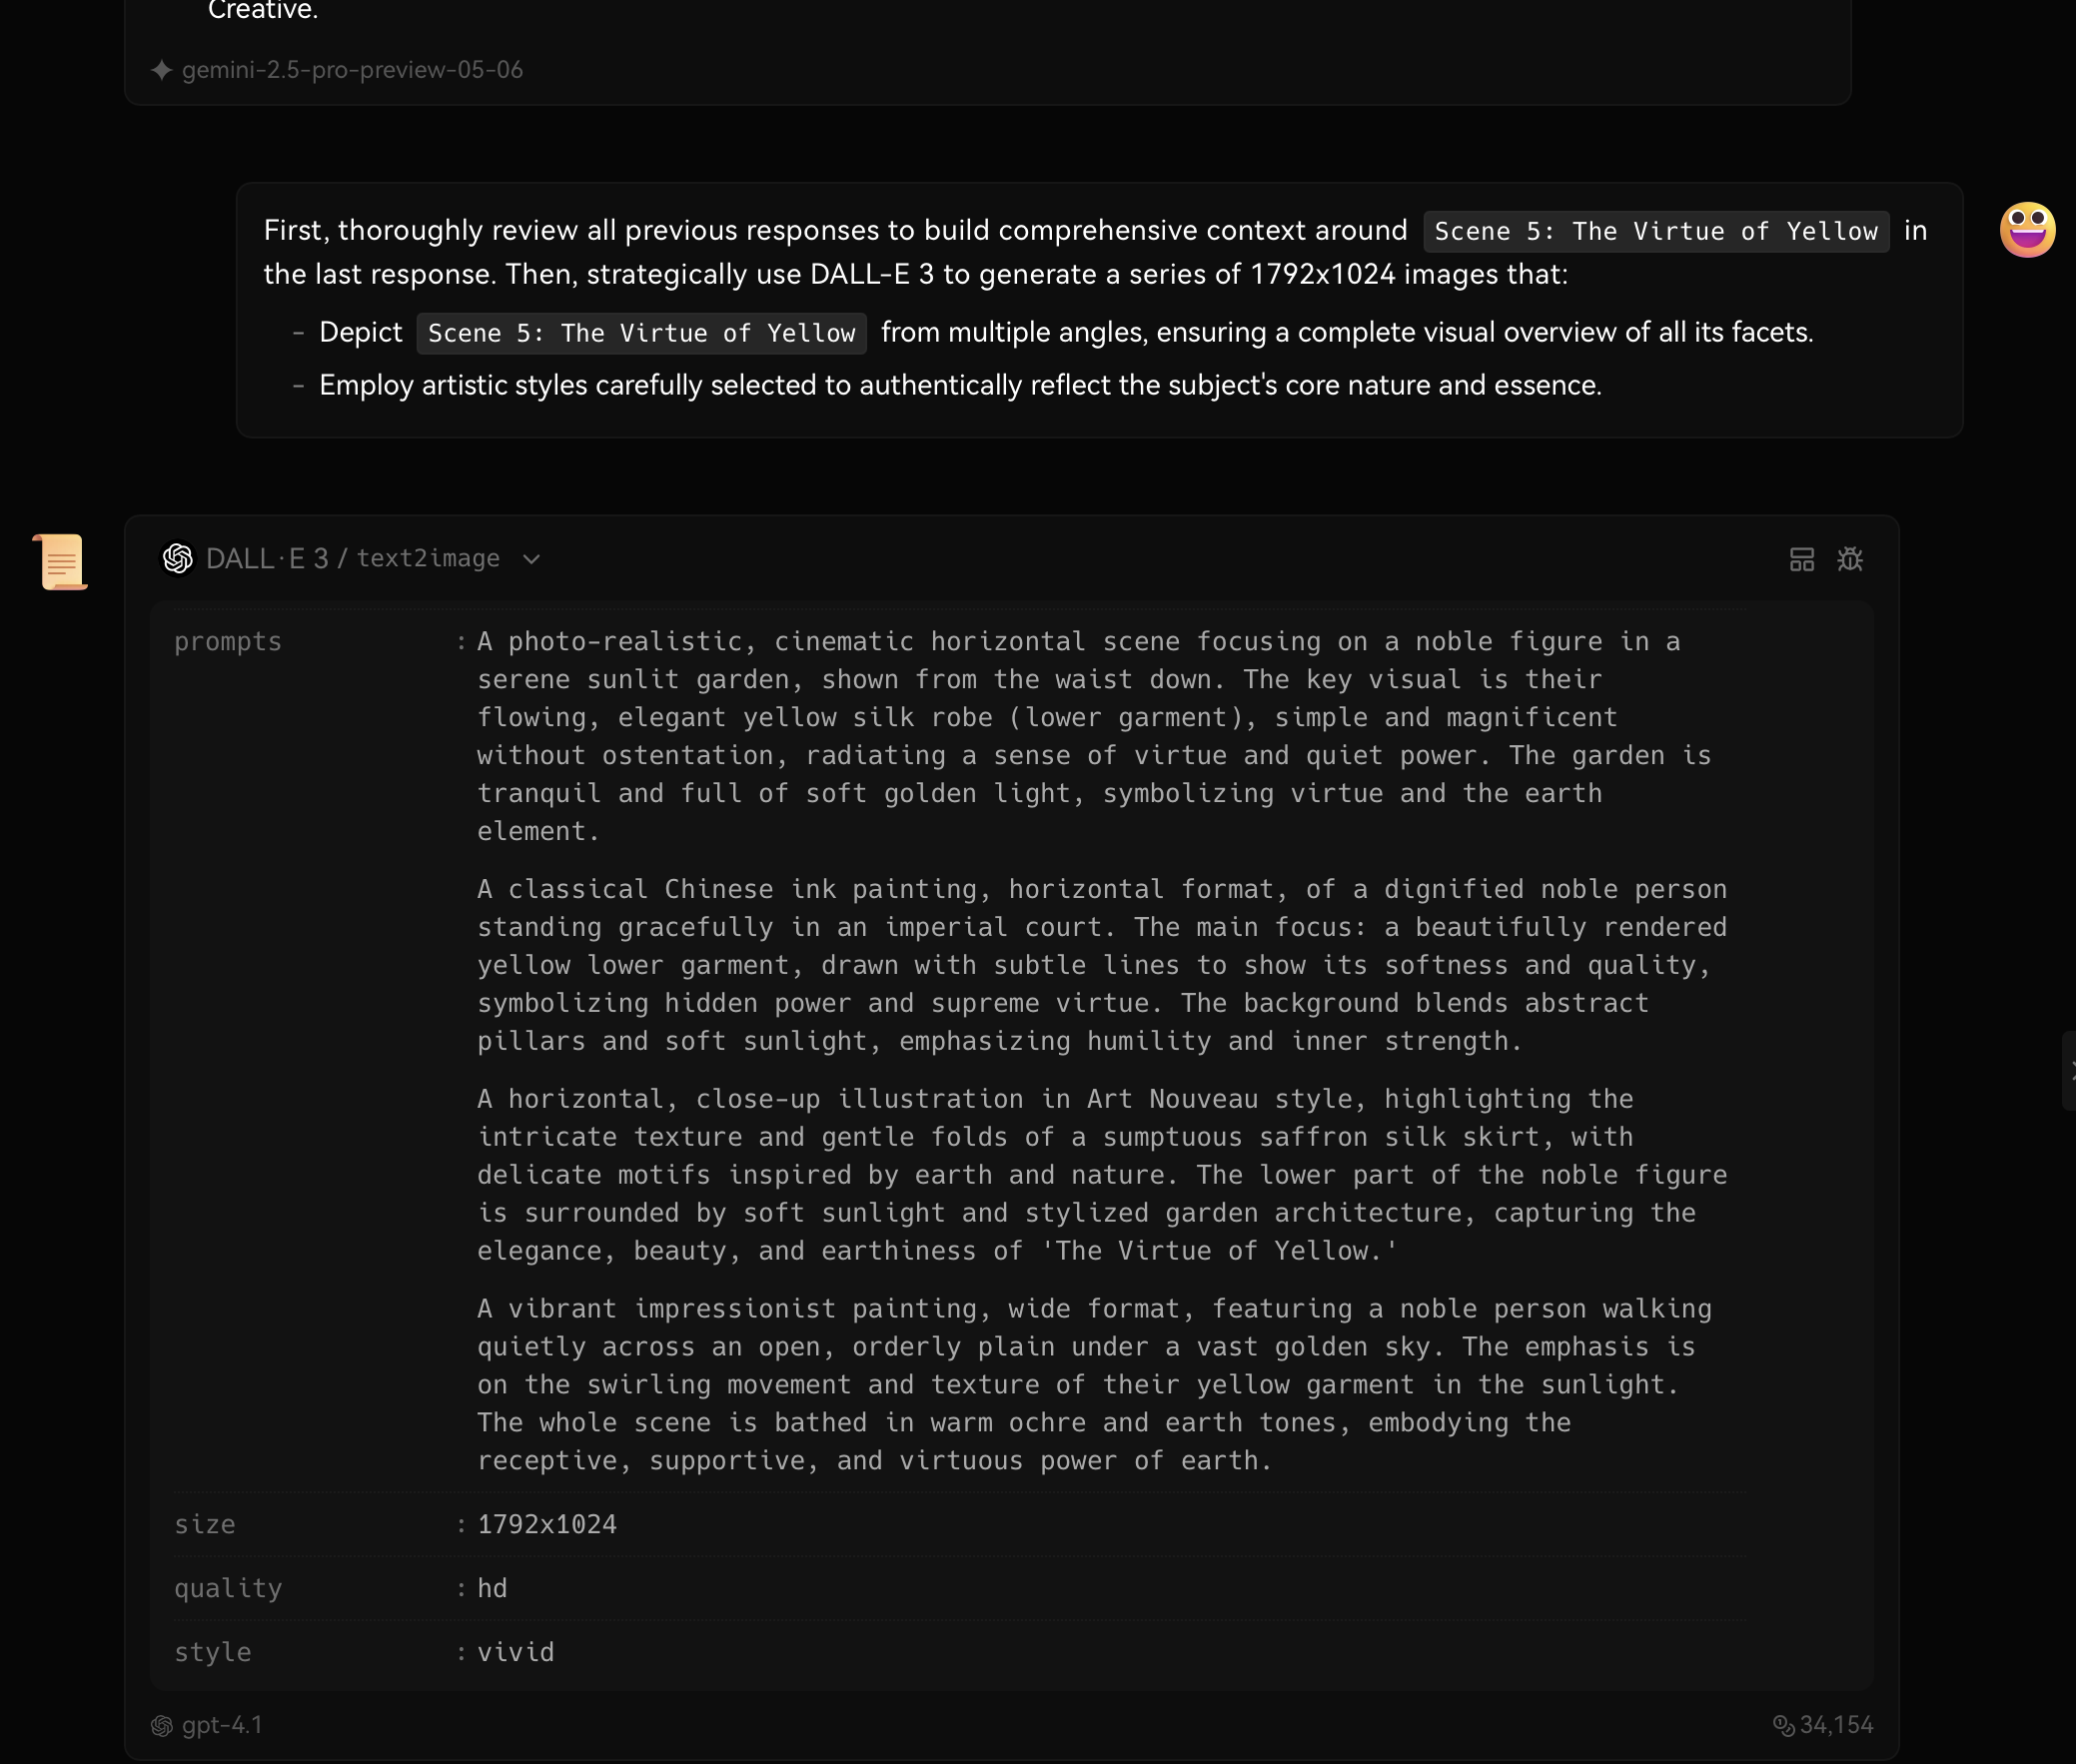 Creative.
gemini-2.5-pro-preview-05-06
First, thoroughly review all previous responses to build comprehensive context around Scene 5: The Virtue of Yellow in
the last response. Then, strategically use DALL-E 3 to generate a series of 1792x1024 images that:
- Depict Scene 5: The Virtue of Yellow from multiple angles, ensuring a complete visual overview of all its facets.
- Employ artistic styles carefully selected to authentically reflect the subject's core nature and essence.
DALL·E 3 / text2image
prompts : A photo-realistic, cinematic horizontal scene focusing on a noble figure in a
serene sunlit garden, shown from the waist down. The key visual is their
flowing, elegant yellow silk robe (lower garment), simple and magnificent
without ostentation, radiating a sense of virtue and quiet power. The garden is
tranquil and full of soft golden light, symbolizing virtue and the earth
element.
A classical Chinese ink painting, horizontal format, of a dignified noble person
standing gracefully in an imperial court. The main focus: a beautifully rendered
yellow lower garment, drawn with subtle lines to show its softness and quality,
symbolizing hidden power and supreme virtue. The background blends abstract
pillars and soft sunlight, emphasizing humility and inner strength.
A horizontal, close-up illustration in Art Nouveau style, highlighting the
intricate texture and gentle folds of a sumptuous saffron silk skirt, with
delicate motifs inspired by earth and nature. The lower part of the noble figure
is surrounded by soft sunlight and stylized garden architecture, capturing the
elegance, beauty, and earthiness of 'The Virtue of Yellow.'
A vibrant impressionist painting, wide format, featuring a noble person walking
quietly across an open, orderly plain under a vast golden sky. The emphasis is
on the swirling movement and texture of their yellow garment in the sunlight.
The whole scene is bathed in warm ochre and earth tones, embodying the
receptive, supportive, and virtuous power of earth.
size : 1792x1024
quality : hd
style : vivid
gpt-4.1
34,154